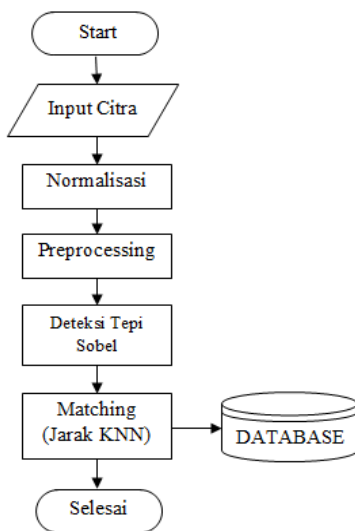 Start
Input Citra
Normalisasi
Preprocessing
Deteksi Tepi
Sobel
Matching
(Jarak KNN)
DATABASE
Selesai